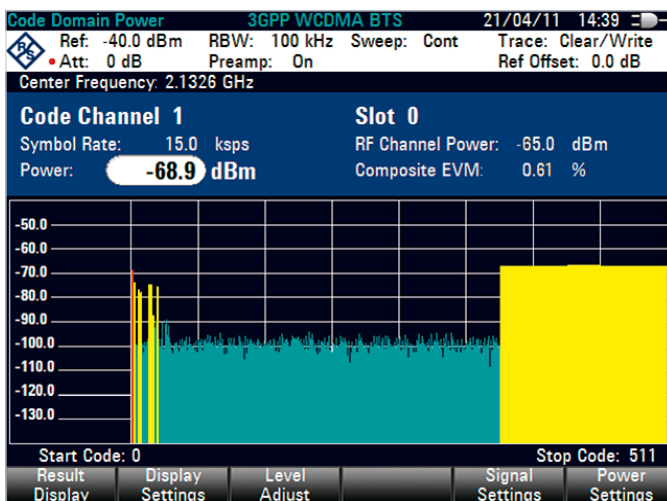 Code Domain Power 3GPP WCDMA BTS 21/04/11 14:39
R&S Ref: -40.0 dBm RBW: 100 kHz Sweep: Cont Trace: Clear/Write
Att: 0 dB Preamp: On Ref Offset: 0.0 dB
Center Frequency: 2.1326 GHz
Code Channel 1 Slot 0
Symbol Rate: 15.0 ksps RF Channel Power: -65.0 dBm
Power: -68.9 dBm Composite EVM: 0.61 %
-50.0
-60.0
-70.0
-80.0
-90.0
-100.0
-110.0
-120.0
-130.0
Start Code: 0 Stop Code: 511
Result Display Level Signal Power
Display Settings Adjust Settings Settings